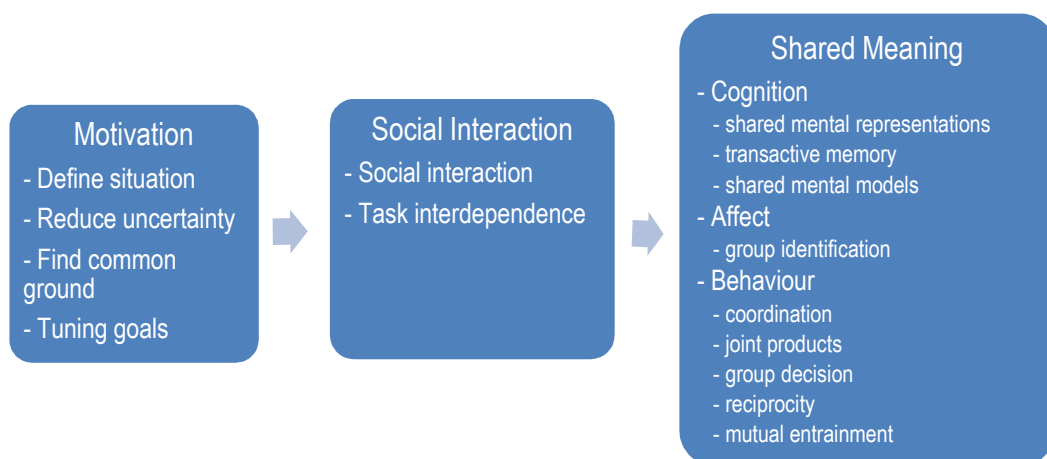 Motivation
- Define situation
- Reduce uncertainty
- Find common
ground
- Tuning goals
Social Interaction
- Social interaction
- Task interdependence
Shared Meaning
- Cognition
- shared mental representations
- transactive memory
- shared mental models
- Affect
- group identification
- Behaviour
- coordination
- joint products
- group decision
- reciprocity
- mutual entrainment